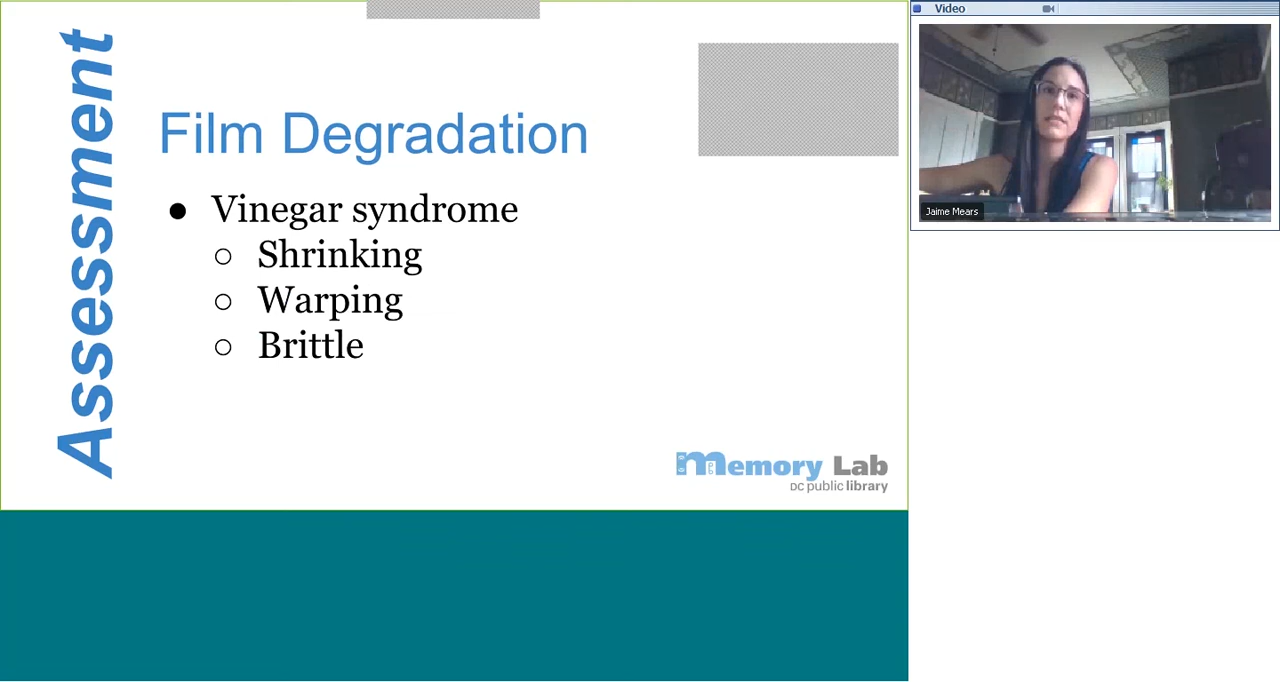 Assessment
Film Degradation
● Vinegar syndrome
○ Shrinking
○ Warping
○ Brittle
memory Lab
DC public library
Video
Jaime Mears